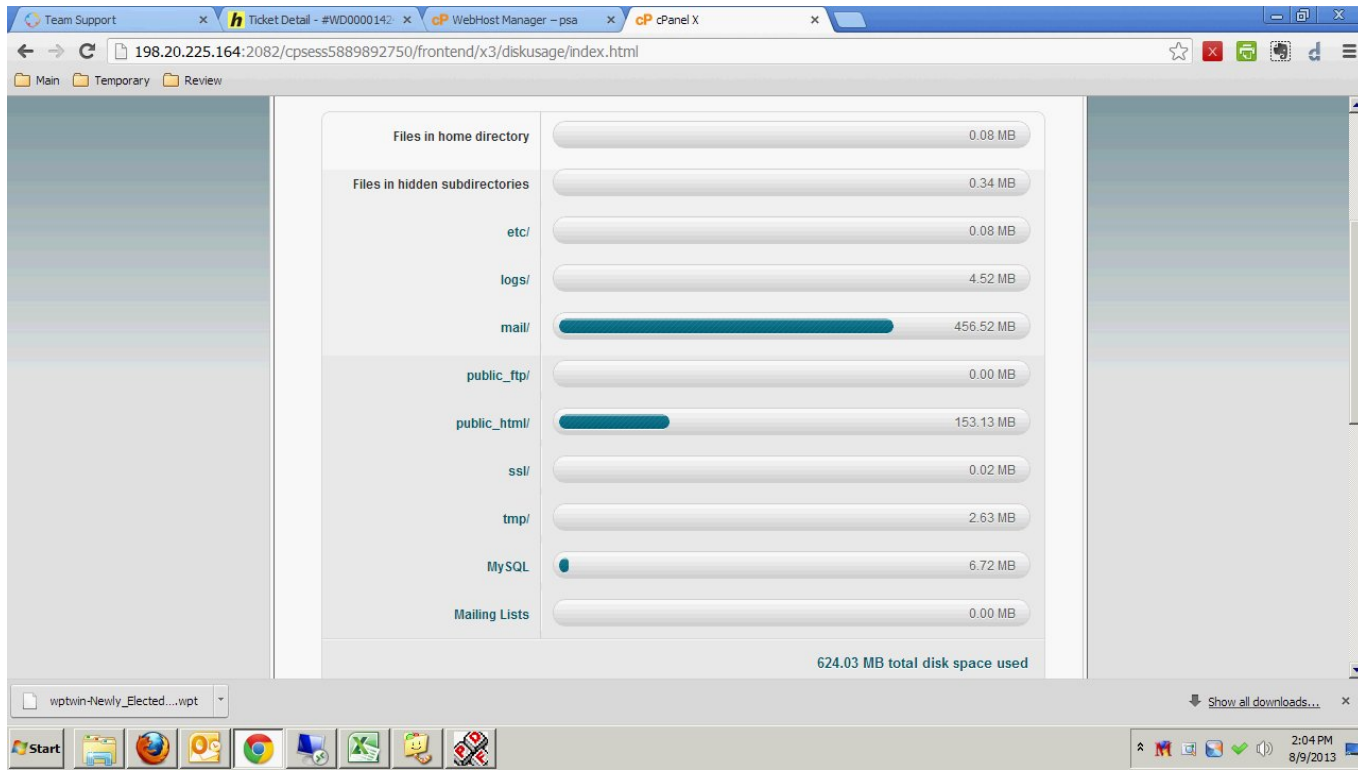 Team Support
Ticket Detail - #WD0000142
cP WebHost Manager – psa
cP cPanel X
198.20.225.164:2082/cpsess5889892750/frontend/x3/diskusage/index.html
Main Temporary Review
Files in home directory 0.08 MB
Files in hidden subdirectories 0.34 MB
etc/ 0.08 MB
logs/ 4.52 MB
mail/ 456.52 MB
public_ftp/ 0.00 MB
public_html/ 153.13 MB
ssl/ 0.02 MB
tmp/ 2.63 MB
MySQL 6.72 MB
Mailing Lists 0.00 MB
624.03 MB total disk space used
wptwin-Newly_Elected....wpt
Show all downloads...
Start
2:04 PM
8/9/2013